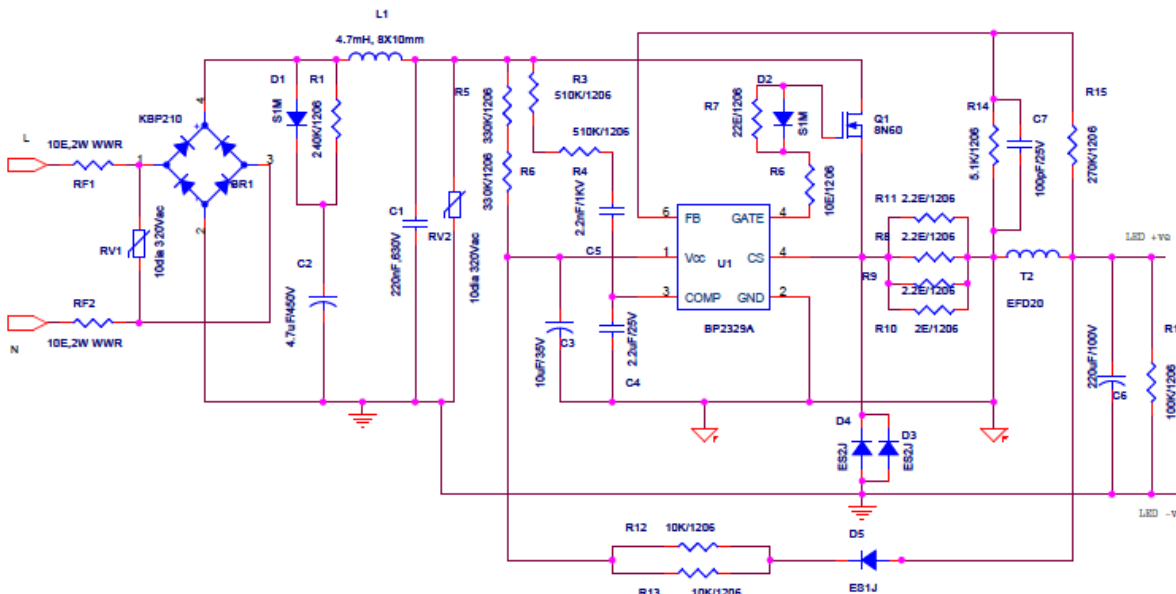 L1
4.7mH, 8X10mm
D1
R1
S1M
2 40K/1206
4
KBP210
L
10E,2W WWR
RF1
1
3
BR1
2
RV1
10dia 320Vac
RF2
N
10E,2W WWR
C2
4.7uF/450V
C1
220nF,630V
R5
RV2
10dia 320Vac
330K/1206
R6
330K/1206
R3
510K/1206
510K/1206
R4
2.2nF/1KV
C5
D2
R7
22E/1206
S1M
Q1
8N60
R6
10E/1206
6
FB
GATE
4
1
Vcc
U1
CS
4
3
COMP
GND
2
BP2329A
C3
10uF/35V
2.2uF/25V
C4
R15
R14
C7
5.1K/1206
100pF/25V
270K/1206
R11
2.2E/1206
R8
2.2E/1206
R9
2.2E/1206
R10
2E/1206
T2
EFD20
LED +ve
220uF/100V
C6
R1
100K/1206
D4
D3
ES2J
ES2J
LED -v
R12
10K/1206
R13
10K/1206
D5
ES1J